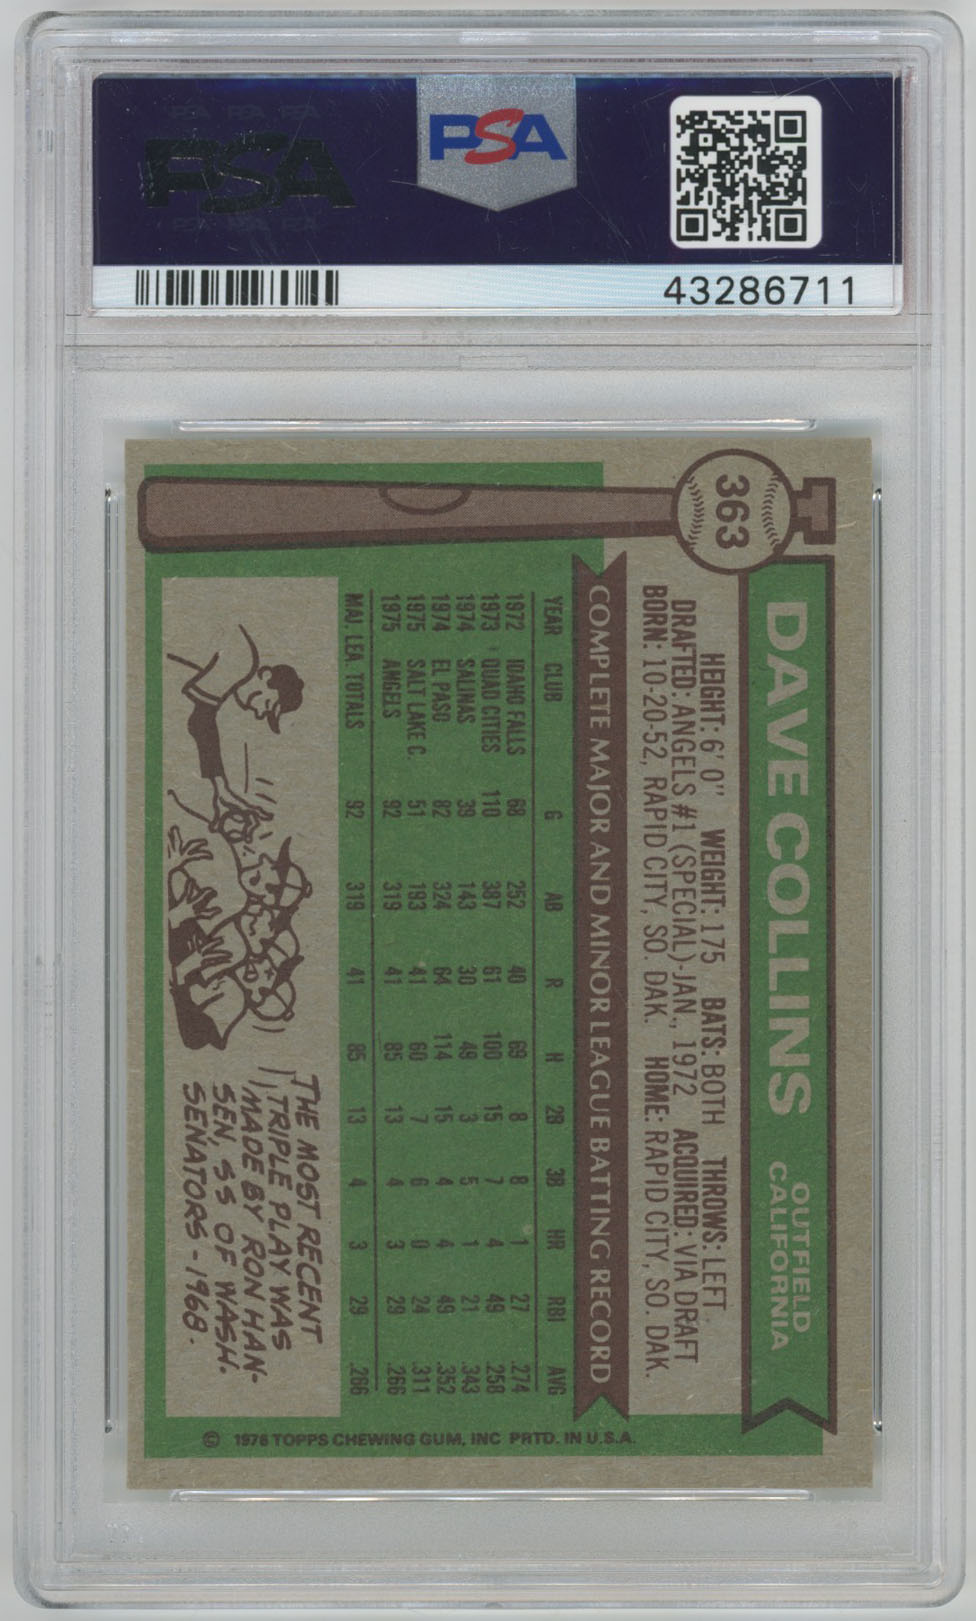 PSA PSA PSA
PSA
PSA PSA PSA
PSA
43286711
363
DAVE COLLINS
OUTFIELD
CALIFORNIA
HEIGHT: 6'0" WEIGHT: 175 BATS: BOTH THROWS: LEFT
DRAFTED: ANGELS #1 (SPECIAL)-JAN., 1972 ACQUIRED: VIA DRAFT
BORN: 10-20-52, RAPID CITY, SO. DAK. HOME: RAPID CITY, SO. DAK.
COMPLETE MAJOR AND MINOR LEAGUE BATTING RECORD
YEAR CLUB G AB R H 2B 3B HR RBI AVG
1972 IDAHO FALLS 68 252 40 69 8 8 1 27 .274
1973 QUAD CITIES 110 387 61 100 15 7 4 49 .258
1974 SALINAS 39 143 30 49 3 5 1 21 .343
1974 EL PASO 82 324 64 114 15 4 4 49 .352
1975 SALT LAKE C. 51 193 41 60 7 6 0 24 .311
1975 ANGELS 92 319 41 85 13 4 3 29 .266
MAJ. LEA. TOTALS 92 319 41 85 13 4 3 29 .266
THE MOST RECENT
TRIPLE PLAY WAS
MADE BY RON HAN-
SEN, SS OF WASH.
SENATORS - 1968.
© 1976 TOPPS CHEWING GUM, INC PRTD. IN U.S.A.